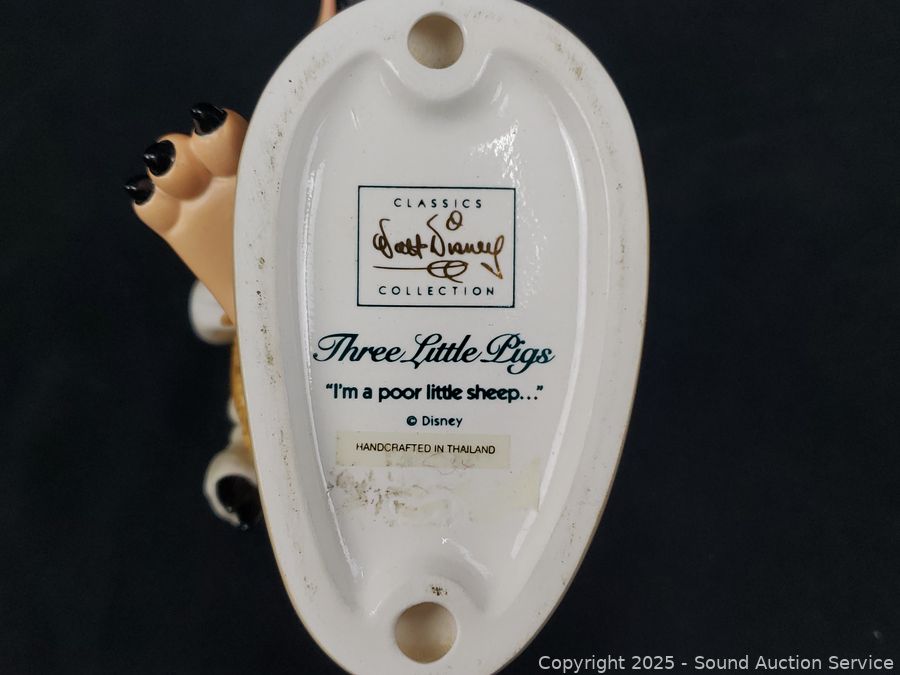 CLASSICS
Walt Disney
COLLECTION
Three Little Pigs
“I'm a poor little sheep...”
© Disney
HANDCRAFTED IN THAILAND
Copyright 2025 - Sound Auction Service